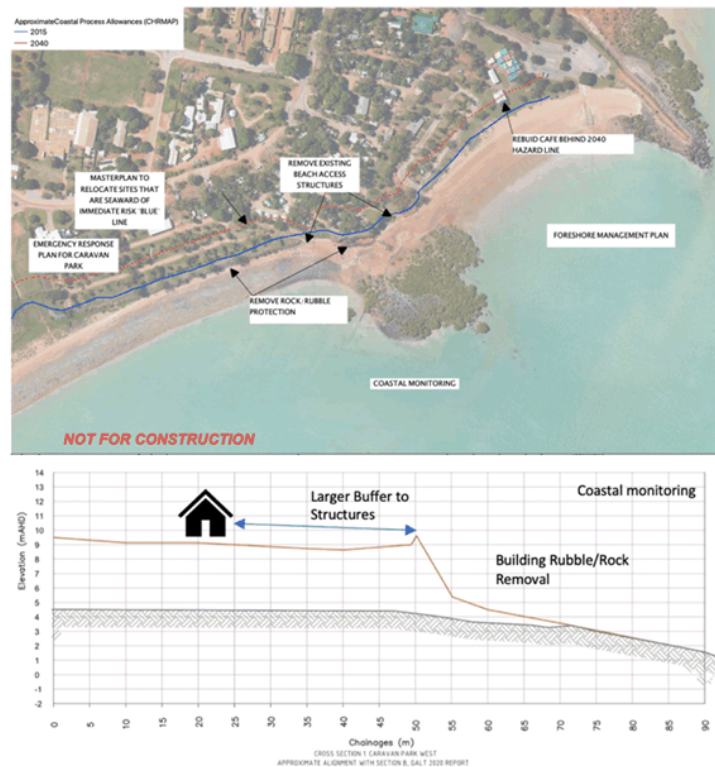 ApproximateCoastal Process Allowances (CHRMAP)
2015
2040
REBUID CAFE BEHIND 2040
HAZARD LINE
REMOVE EXISTING
BEACH ACCESS
STRUCTURES
MASTERPLAN TO
RELOCATE SITES THAT
ARE SEAWARD OF
IMMEDIATE RISK 'BLUE'
LINE
EMERGENCY RESPONSE
PLAN FOR CARAVAN
PARK
FORESHORE MANAGEMENT PLAN
REMOVE ROCK/RUBBLE
PROTECTION
COASTAL MONITORING
NOT FOR CONSTRUCTION
Elevation (mAHD)
14
13
12
11
10
9
8
7
6
5
4
3
2
1
0
-1
-2
Larger Buffer to
Structures
Coastal monitoring
Building Rubble/Rock
Removal
0 5 10 15 20 25 30 35 40 45 50 55 60 65 70 75 80 85 90
Chainages (m)
CROSS SECTION 1: CARAVAN PARK WEST
APPROXIMATE ALIGNMENT WITH SECTION B, GALT 2020 REPORT